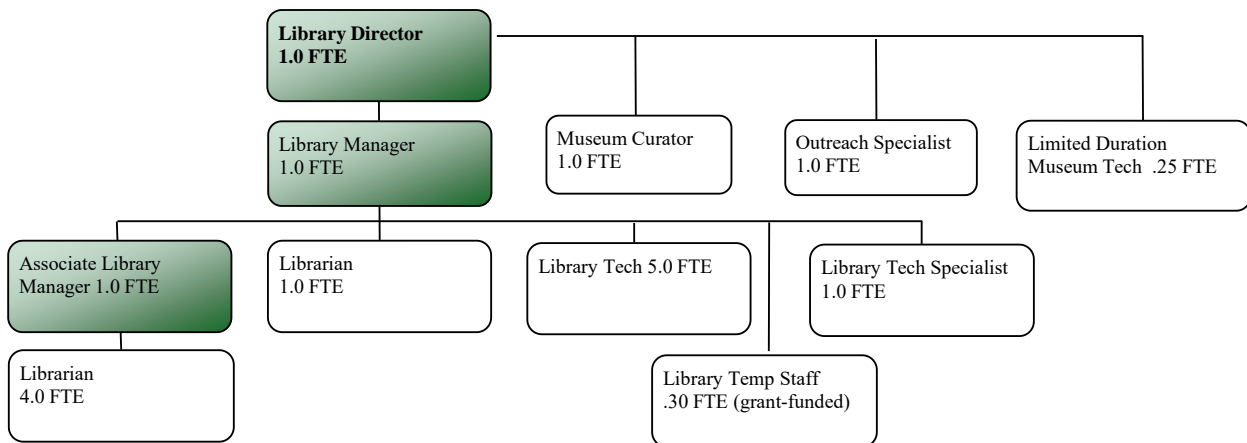 Library Director
1.0 FTE
Library Manager
1.0 FTE
Museum Curator
1.0 FTE
Outreach Specialist
1.0 FTE
Limited Duration
Museum Tech .25 FTE
Associate Library
Manager 1.0 FTE
Librarian
1.0 FTE
Library Tech 5.0 FTE
Library Tech Specialist
1.0 FTE
Librarian
4.0 FTE
Library Temp Staff
.30 FTE (grant-funded)